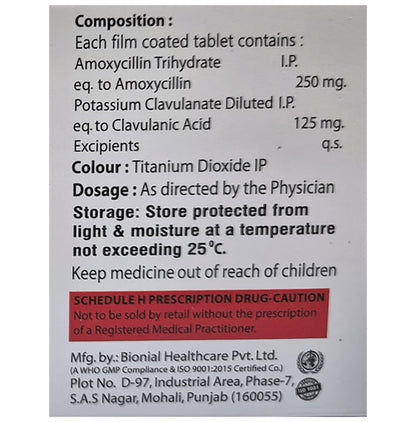 Composition :
Each film coated tablet contains :
Amoxycillin Trihydrate I.P.
eq. to Amoxycillin 250 mg.
Potassium Clavulanate Diluted I.P.
eq. to Clavulanic Acid 125 mg.
Excipients q.s.
Colour : Titanium Dioxide IP
Dosage : As directed by the Physician
Storage: Store protected from
light & moisture at a temperature
not exceeding 25°C.
Keep medicine out of reach of children
SCHEDULE H PRESCRIPTION DRUG-CAUTION
Not to be sold by retail without the prescription
of a Registered Medical Practitioner.
Mfg. by.: Bionial Healthcare Pvt. Ltd.
(A WHO GMP Compliance & ISO 9001:2015 Certified Co.)
Plot No. D-97, Industrial Area, Phase-7,
S.A.S Nagar, Mohali, Punjab (160055)